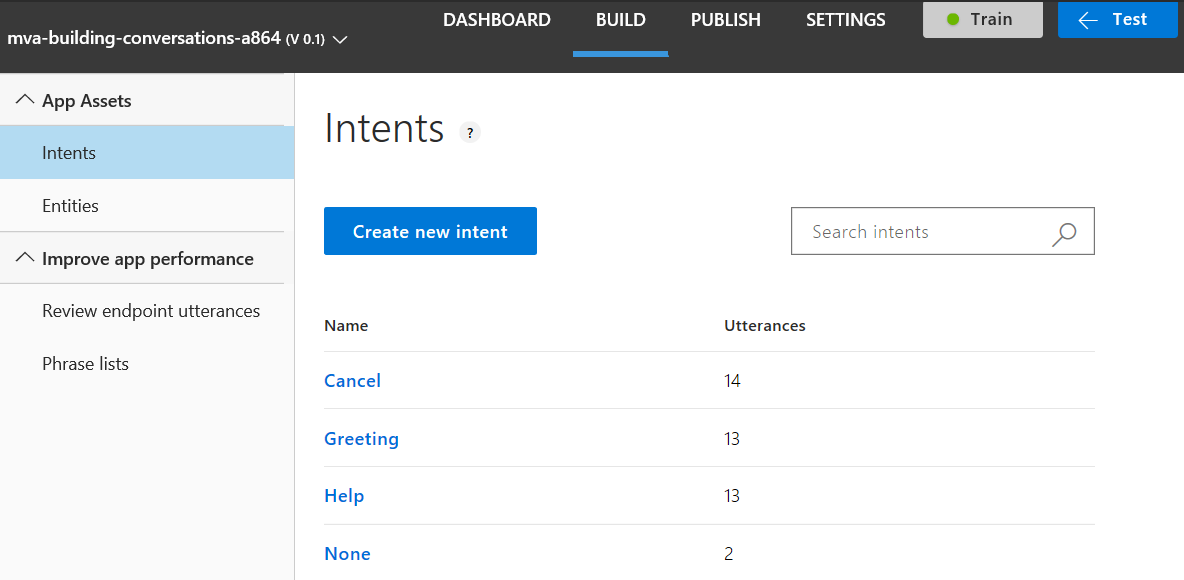 mva-building-conversations-a864 (V 0.1)
DASHBOARD BUILD PUBLISH SETTINGS Train Test
App Assets
Intents
Entities
Improve app performance
Review endpoint utterances
Phrase lists
Intents ?
Create new intent Search intents
Name Utterances
Cancel 14
Greeting 13
Help 13
None 2